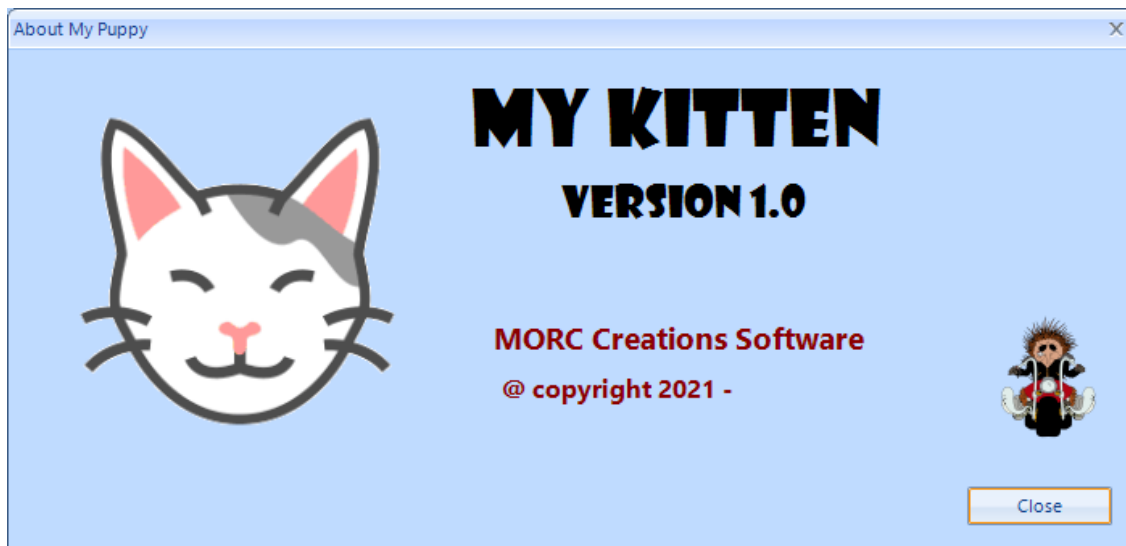 About My Puppy
MY KITTEN
VERSION 1.0
MORC Creations Software
@ copyright 2021 -
Close